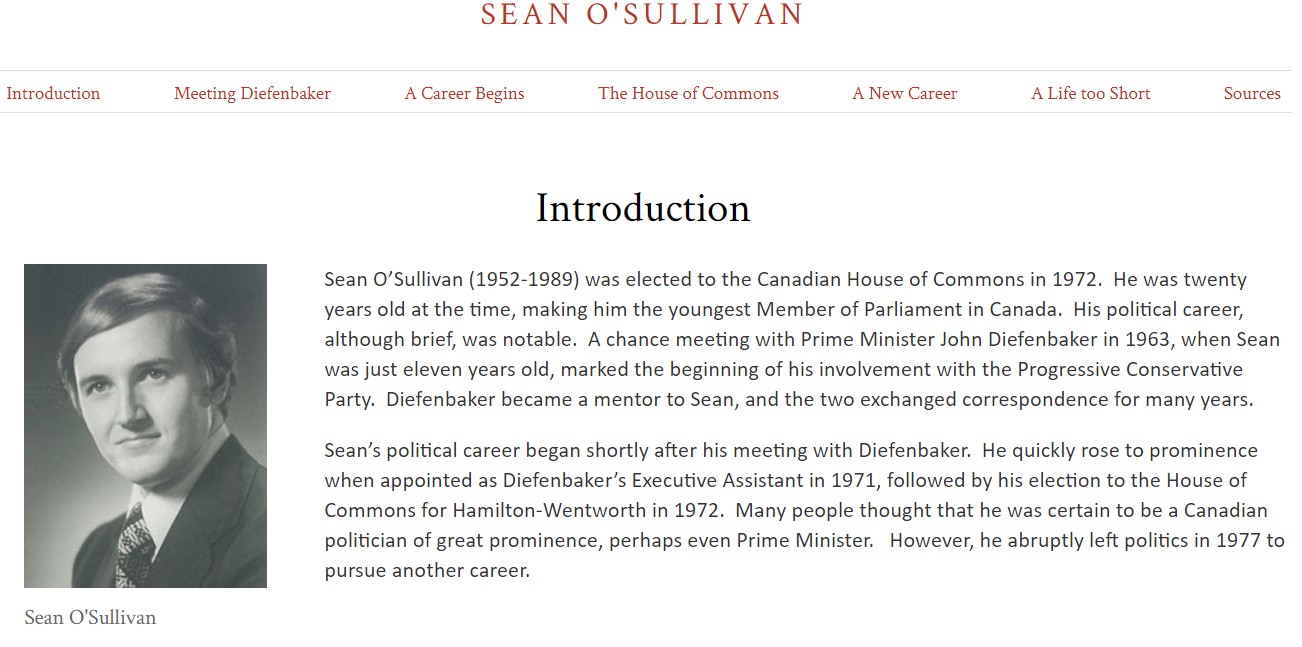 SEAN O'SULLIVAN
Introduction Meeting Diefenbaker A Career Begins The House of Commons A New Career A Life too Short Sources
Introduction
Sean O’Sullivan (1952-1989) was elected to the Canadian House of Commons in 1972.  He was twenty
years old at the time, making him the youngest Member of Parliament in Canada.  His political career,
although brief, was notable.  A chance meeting with Prime Minister John Diefenbaker in 1963, when Sean
was just eleven years old, marked the beginning of his involvement with the Progressive Conservative
Party.  Diefenbaker became a mentor to Sean, and the two exchanged correspondence for many years.
Sean’s political career began shortly after his meeting with Diefenbaker.  He quickly rose to prominence
when appointed as Diefenbaker’s Executive Assistant in 1971, followed by his election to the House of
Commons for Hamilton-Wentworth in 1972.  Many people thought that he was certain to be a Canadian
politician of great prominence, perhaps even Prime Minister.   However, he abruptly left politics in 1977 to
pursue another career.
Sean O'Sullivan